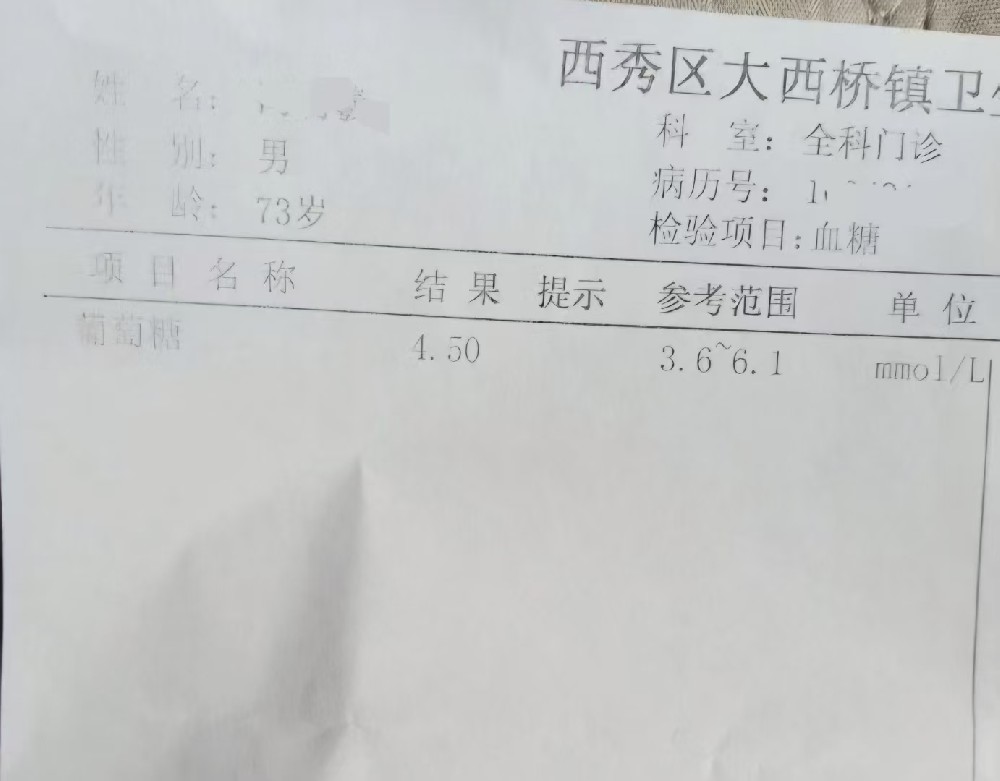 西秀区大西桥镇卫
姓 名:
科 室: 全科门诊
性 别: 男
病历号:
年 龄: 73岁
检验项目: 血糖
项目名称 结果 提示 参考范围 单位
葡萄糖 4.50 3.6~6.1 mmol/L